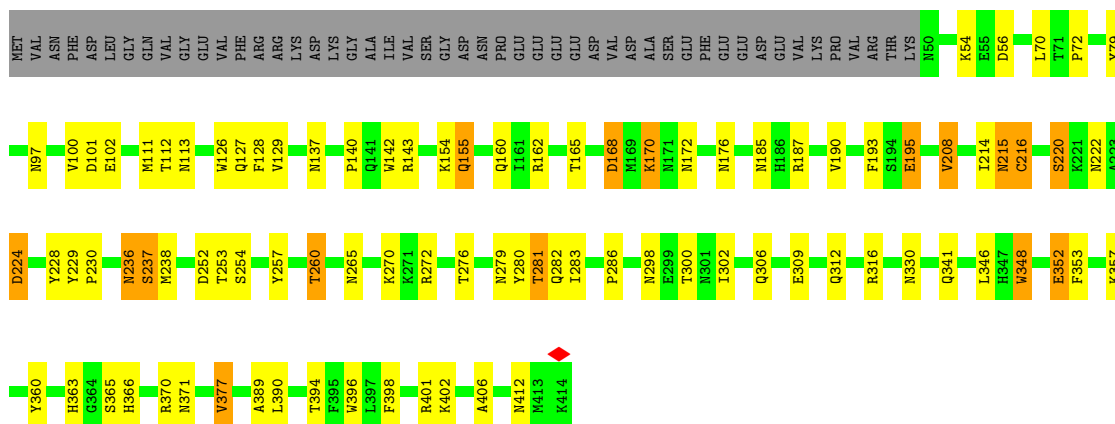 MET VAL ASN PHE ASP LEU GLY GLN VAL GLY GLU VAL PHE ARG ARG LYS ASP LYS GLY ALA ILE VAL SER GLY ASP ASN PRO GLU GLU GLU GLU ASP VAL ASP ALA SER GLU PHE GLU GLU ASP GLU VAL LYS PRO VAL ARG THR LYS N50 K54 E55 D56 L70 T71 P72 Y79
N97 V100 D101 E102 M111 T112 N113 W126 Q127 F128 V129 N137 P140 Q141 W142 R143 K154 Q155 Q160 I161 R162 T165 D168 M169 K170 N171 N172 N176 N185 H186 R187 V190 F193 S194 E195 V208 I214 N215 C216 S220 K221 N222 A223
D224 Y228 Y229 P230 N236 S237 M238 D252 T253 S254 Y257 T260 N265 K270 K271 R272 T276 N279 Y280 T281 Q282 I283 P286 N298 E299 T300 N301 I302 Q306 E309 Q312 R316 N330 Q341 L346 H347 W348 E352 F353 K357
Y360 H363 G364 S365 H366 R370 N371 V377 A389 L390 T394 F395 W396 L397 F398 R401 K402 A406 N412 M413 K414